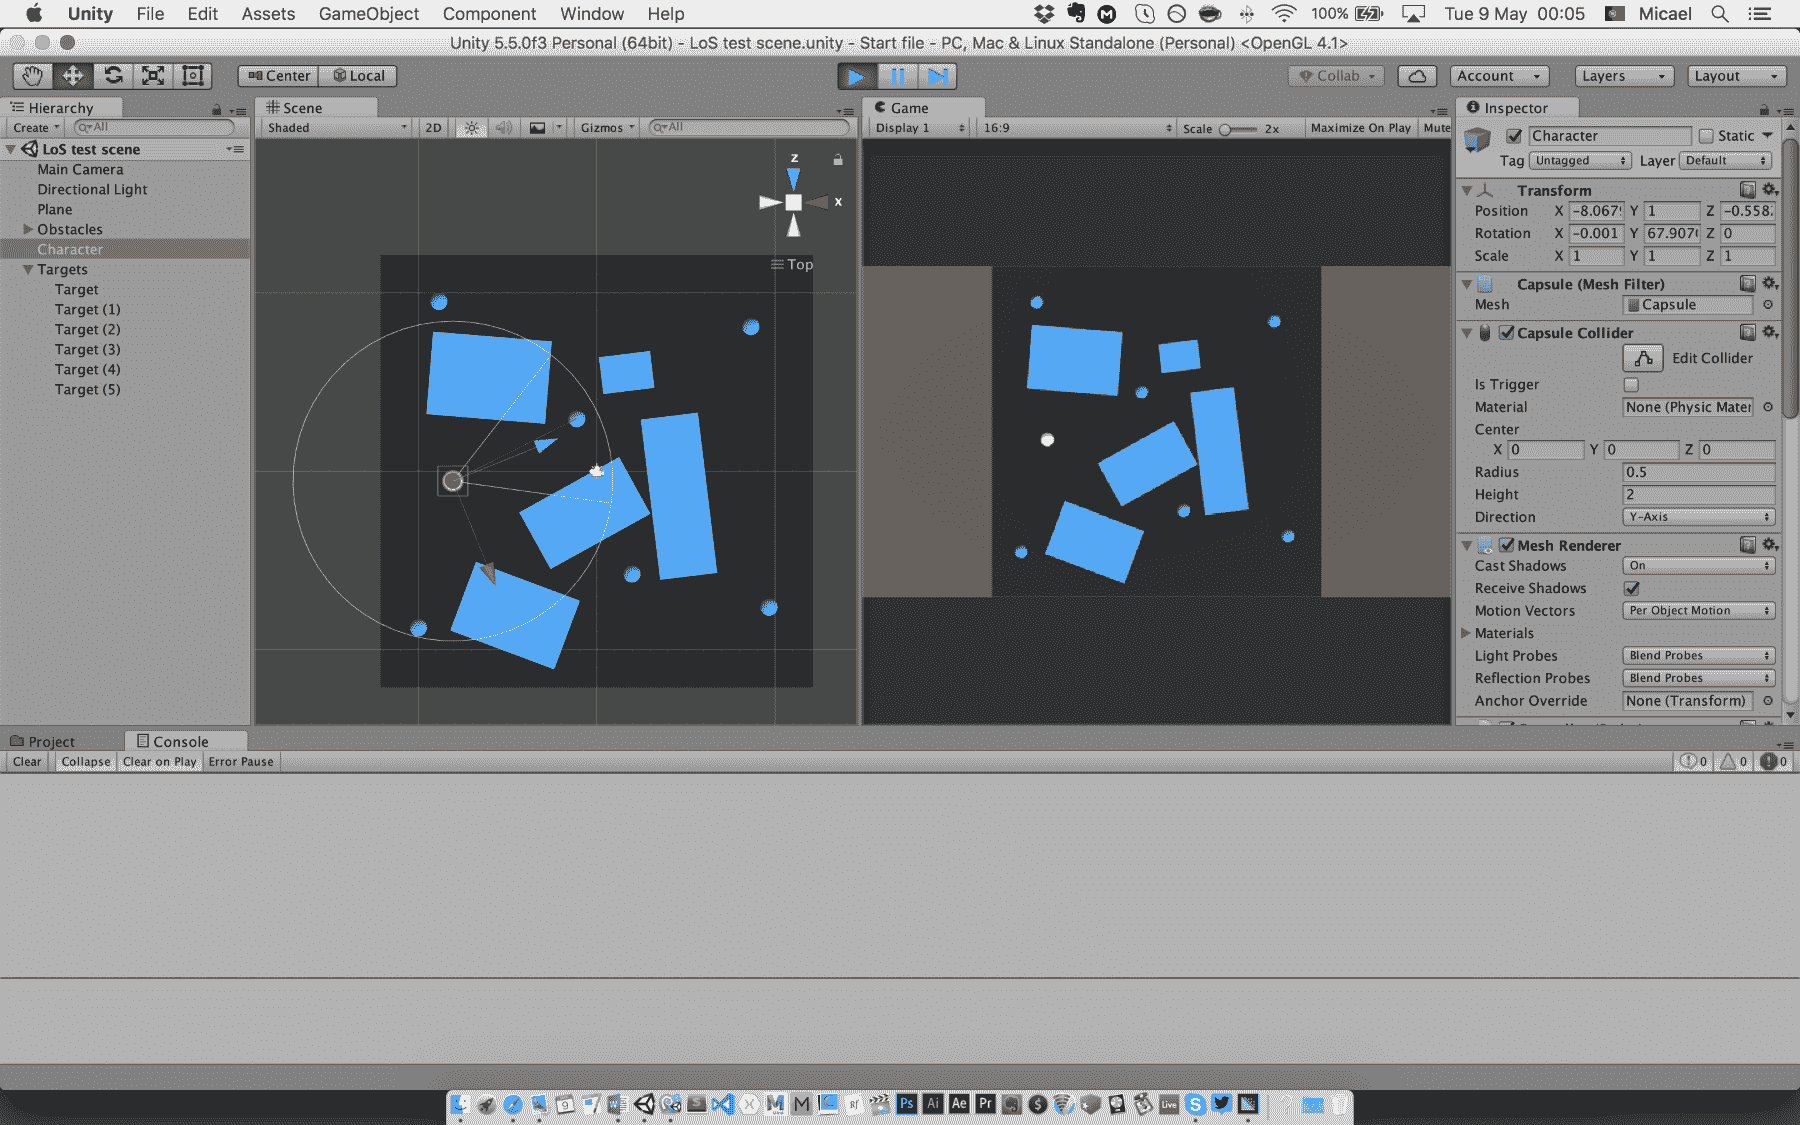 Unity File Edit Assets GameObject Component Window Help 100% Tue 9 May 00:05 Micael
Unity 5.5.0f3 Personal (64bit) - LoS test scene.unity - Start file - PC, Mac & Linux Standalone (Personal) <OpenGL 4.1>
Center Local Collab Account Layers Layout
Hierarchy
Create All
LoS test scene
Main Camera
Directional Light
Plane
Obstacles
Character
Targets
Target
Target (1)
Target (2)
Target (3)
Target (4)
Target (5)
Scene
Shaded 2D Gizmos All
z
x
Top
Game
Display 1 16:9 Scale 2x Maximize On Play Mute
Inspector
Character Static
Tag Untagged Layer Default
Transform
Position X -8.067 Y 1 Z -0.558
Rotation X -0.001 Y 67.907 Z 0
Scale X 1 Y 1 Z 1
Capsule (Mesh Filter)
Mesh Capsule
Capsule Collider
Edit Collider
Is Trigger
Material None (Physic Mater
Center
X 0 Y 0 Z 0
Radius 0.5
Height 2
Direction Y-Axis
Mesh Renderer
Cast Shadows On
Receive Shadows
Motion Vectors Per Object Motion
Materials
Light Probes Blend Probes
Reflection Probes Blend Probes
Anchor Override None (Transform)
Project Console
Clear Collapse Clear on Play Error Pause 0 0 0
9 Ps Ai Ae Pr Live